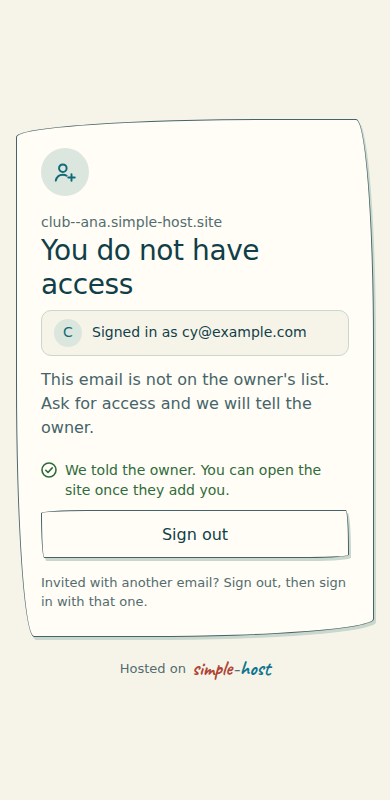 club--ana.simple-host.site
You do not have
access
C
Signed in as cy@example.com
This email is not on the owner's list.
Ask for access and we will tell the
owner.
We told the owner. You can open the
site once they add you.
Sign out
Invited with another email? Sign out, then sign
in with that one.
Hosted on simple-host